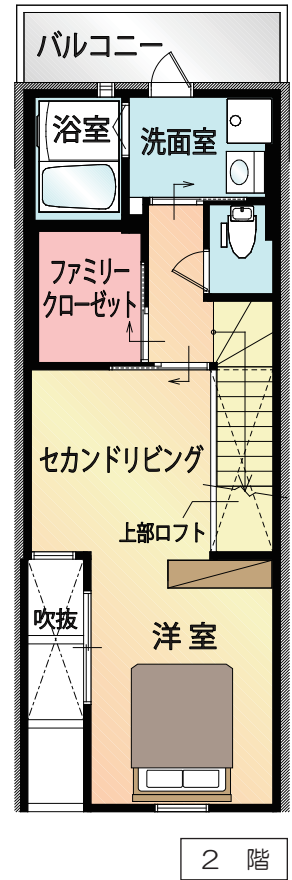 バルコニー
浴室
洗面室
ファミリー
クローゼット
セカンドリビング
上部ロフト
吹抜
洋室
2 階